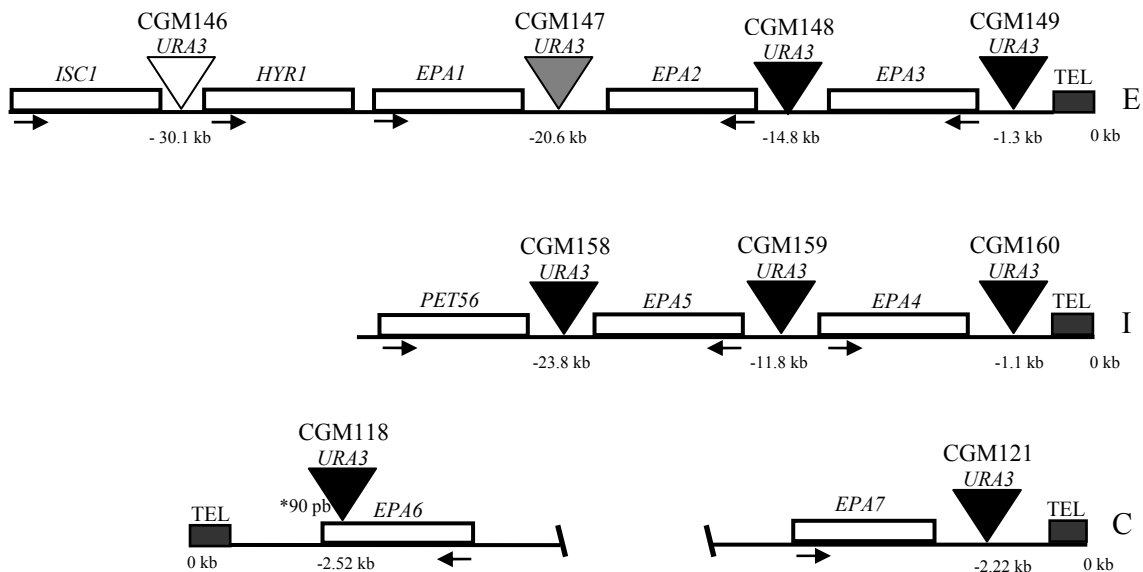 CGM146 CGM147 CGM148 CGM149
URA3 URA3 URA3 URA3
ISC1 HYR1 EPA1 EPA2 EPA3 TEL E
- 30.1 kb -20.6 kb -14.8 kb -1.3 kb 0 kb
CGM158 CGM159 CGM160
URA3 URA3 URA3
PET56 EPA5 EPA4 TEL I
-23.8 kb -11.8 kb -1.1 kb 0 kb
CGM118 CGM121
URA3 URA3
TEL *90 pb EPA6 EPA7 TEL C
0 kb -2.52 kb -2.22 kb 0 kb